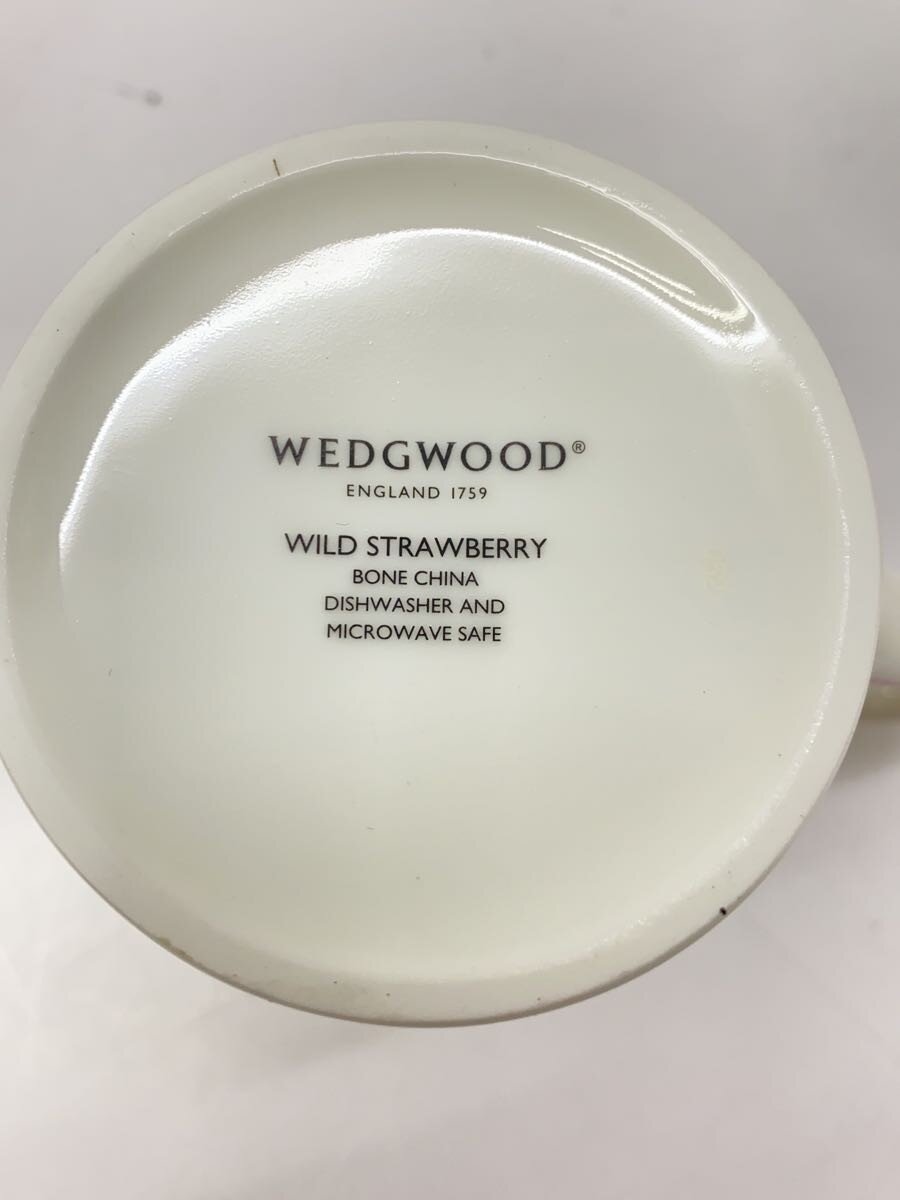 WEDGWOOD®
ENGLAND 1759
WILD STRAWBERRY
BONE CHINA
DISHWASHER AND
MICROWAVE SAFE